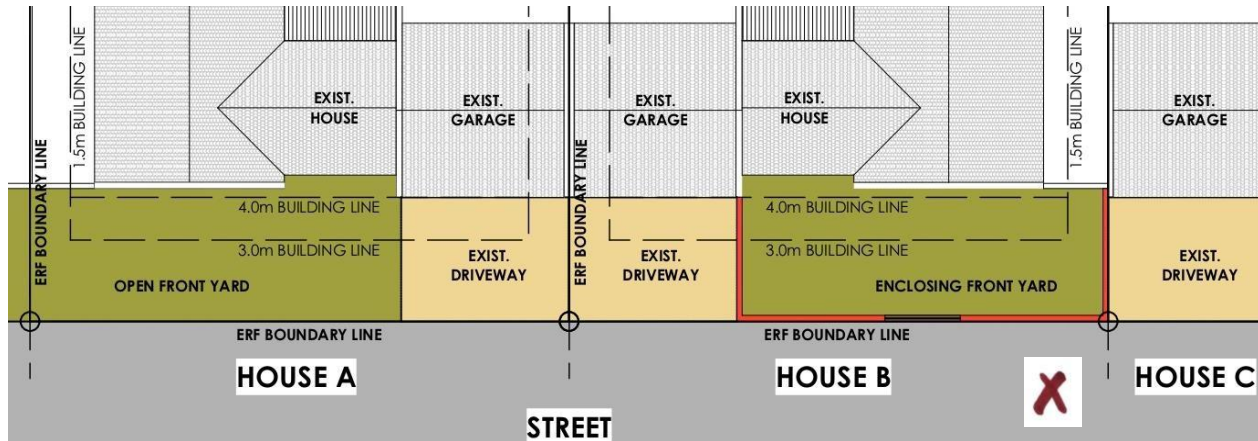 ERF BOUNDARY LINE
1.5m BUILDING LINE
EXIST.
HOUSE
EXIST.
GARAGE
4.0m BUILDING LINE
3.0m BUILDING LINE
OPEN FRONT YARD
EXIST.
DRIVEWAY
ERF BOUNDARY LINE
ERF BOUNDARY LINE
EXIST.
GARAGE
EXIST.
HOUSE
1.5m BUILDING LINE
4.0m BUILDING LINE
3.0m BUILDING LINE
EXIST.
DRIVEWAY
ENCLOSING FRONT YARD
ERF BOUNDARY LINE
EXIST.
GARAGE
EXIST.
DRIVEWAY
HOUSE A
HOUSE B
HOUSE C
STREET